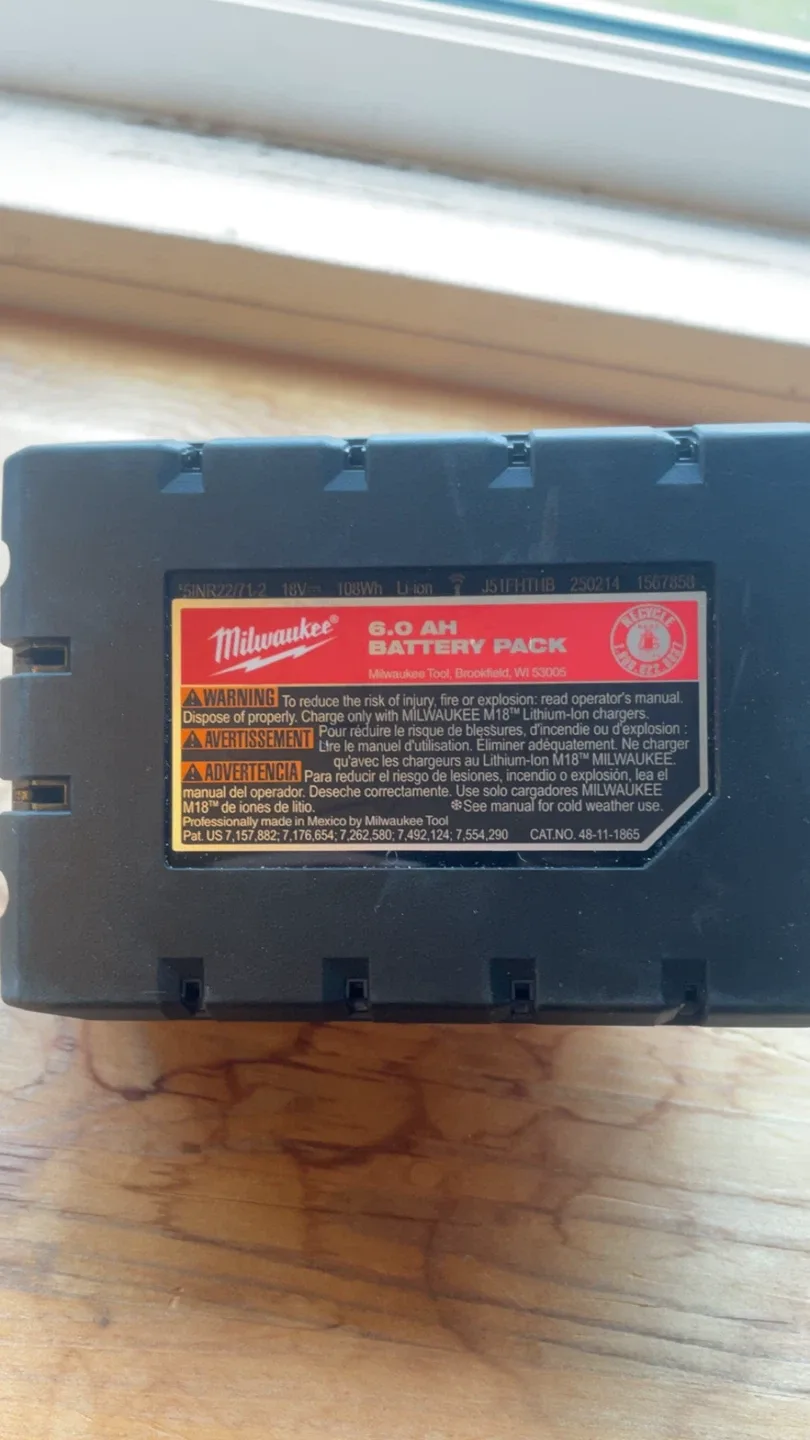 5INR22/71-2 18V⎓ 108Wh Li-ion J51FHTHB 250214 1567858
Milwaukee®
6.0 AH
BATTERY PACK
Milwaukee Tool, Brookfield, WI 53005
RECYCLE
1.800.822.8837
WARNING To reduce the risk of injury, fire or explosion: read operator's manual.
Dispose of properly. Charge only with MILWAUKEE M18™ Lithium-Ion chargers.
AVERTISSEMENT Pour réduire le risque de blessures, d'incendie ou d'explosion :
Lire le manuel d'utilisation. Eliminer adéquatement. Ne charger
qu'avec les chargeurs au Lithium-Ion M18™ MILWAUKEE.
ADVERTENCIA Para reducir el riesgo de lesiones, incendio o explosión, lea el
manual del operador. Deseche correctamente. Use solo cargadores MILWAUKEE
M18™ de iones de litio. ❄See manual for cold weather use.
Professionally made in Mexico by Milwaukee Tool
Pat. US 7,157,882; 7,176,654; 7,262,580; 7,492,124; 7,554,290 CAT.NO. 48-11-1865